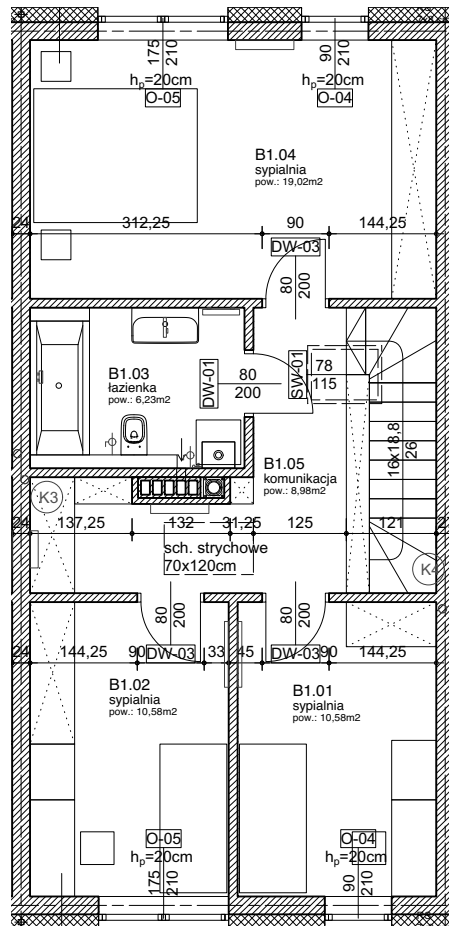 175
210
90
210
hp=20cm
O-05
hp=20cm
O-04
B1.04
sypialnia
pow.: 19,02m2
24
312,25
90
144,25
DW-03
80
200
B1.03
łazienka
pow.: 6,23m2
DW-01
80
200
SW-01
78
115
16x18,8
26
B1.05
komunikacja
pow.: 8,98m2
K3
24
137,25
132
31,25
125
121
sch. strychowe
70x120cm
K4
80
200
80
200
24
144,25
90
DW-03
33
45
DW-03
90
144,25
B1.02
sypialnia
pow.: 10,58m2
B1.01
sypialnia
pow.: 10,58m2
O-05
hp=20cm
O-04
hp=20cm
175
210
90
210